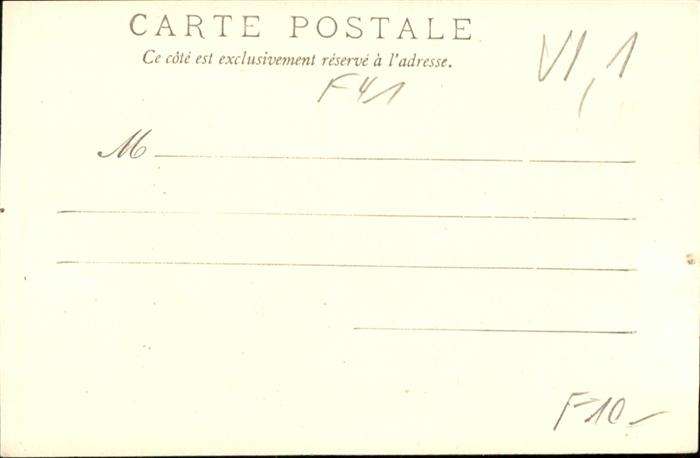 CARTE POSTALE
Ce côté est exclusivement réservé à l'adresse.
VI,1
F41
M
F10-